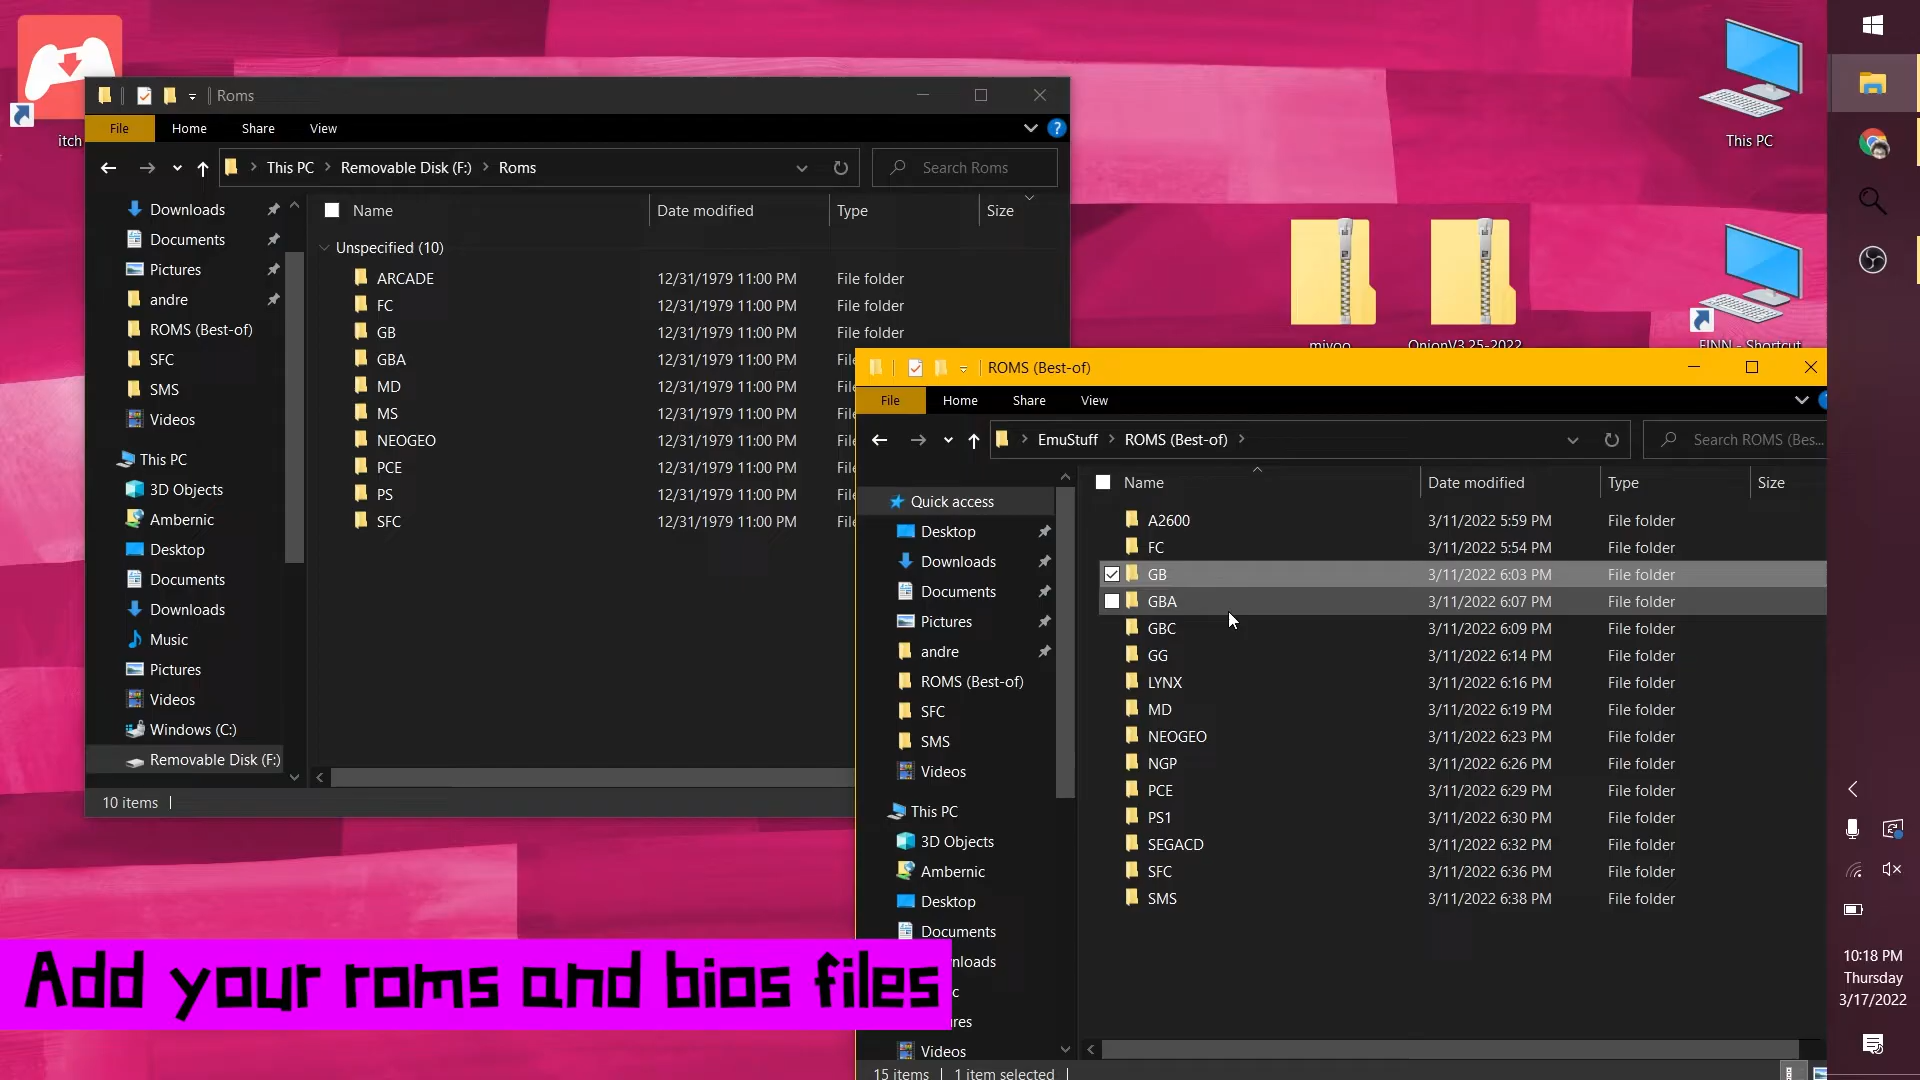 itch
Roms
File Home Share View
This PC Removable Disk (F:) Roms
Search Roms
Downloads
Documents
Pictures
andre
ROMS (Best-of)
SFC
SMS
Videos
This PC
3D Objects
Ambernic
Desktop
Documents
Downloads
Music
Pictures
Videos
Windows (C:)
Removable Disk (F:)
Name Date modified Type Size
Unspecified (10)
ARCADE 12/31/1979 11:00 PM File folder
FC 12/31/1979 11:00 PM File folder
GB 12/31/1979 11:00 PM File folder
GBA 12/31/1979 11:00 PM
MD 12/31/1979 11:00 PM
MS 12/31/1979 11:00 PM
NEOGEO 12/31/1979 11:00 PM
PCE 12/31/1979 11:00 PM
PS 12/31/1979 11:00 PM
SFC 12/31/1979 11:00 PM
10 items
This PC
miyoo
OnionV3.25-2022
FINN - Shortcut
ROMS (Best-of)
File Home Share View
EmuStuff ROMS (Best-of)
Search ROMS (Bes...
Quick access
Desktop
Downloads
Documents
Pictures
andre
ROMS (Best-of)
SFC
SMS
Videos
This PC
3D Objects
Ambernic
Desktop
Documents
nloads
c
res
Videos
Name Date modified Type Size
A2600 3/11/2022 5:59 PM File folder
FC 3/11/2022 5:54 PM File folder
GB 3/11/2022 6:03 PM File folder
GBA 3/11/2022 6:07 PM File folder
GBC 3/11/2022 6:09 PM File folder
GG 3/11/2022 6:14 PM File folder
LYNX 3/11/2022 6:16 PM File folder
MD 3/11/2022 6:19 PM File folder
NEOGEO 3/11/2022 6:23 PM File folder
NGP 3/11/2022 6:26 PM File folder
PCE 3/11/2022 6:29 PM File folder
PS1 3/11/2022 6:30 PM File folder
SEGACD 3/11/2022 6:32 PM File folder
SFC 3/11/2022 6:36 PM File folder
SMS 3/11/2022 6:38 PM File folder
15 items 1 item selected
Add your roms and bios files
10:18 PM
Thursday
3/17/2022